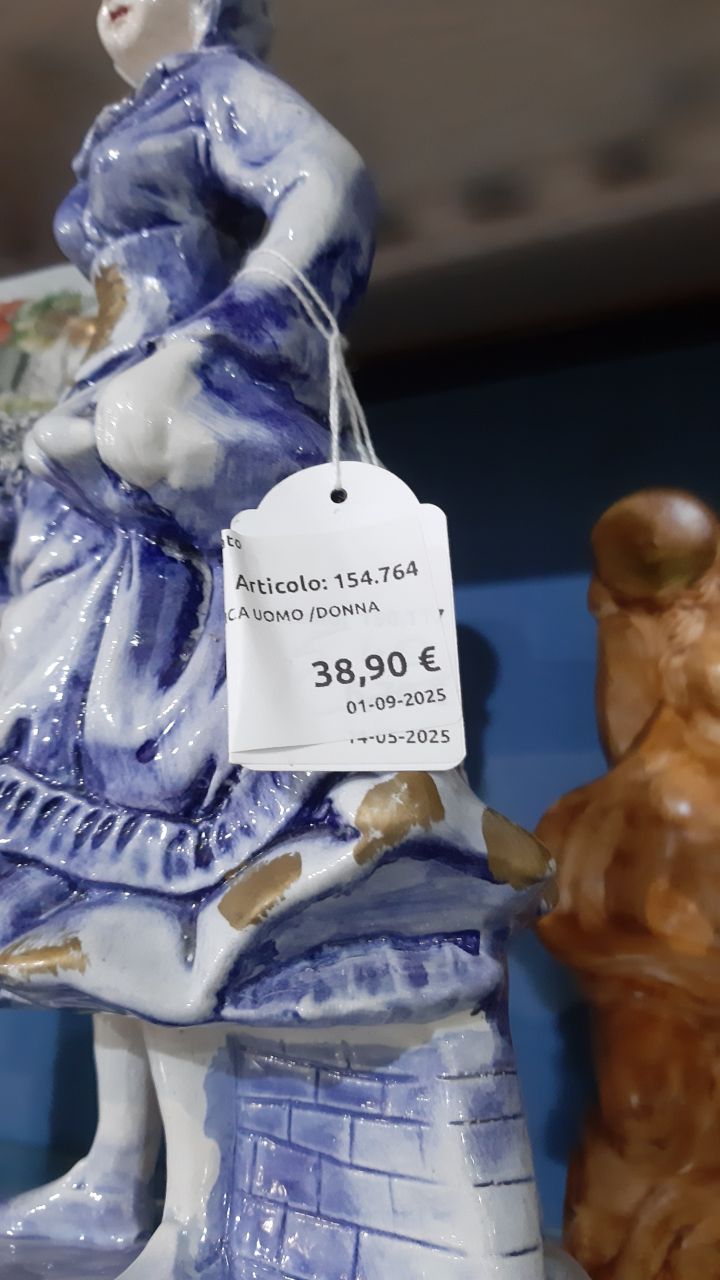 Articolo: 154.764
CA UOMO /DONNA
38,90 €
01-09-2025
14-05-2025